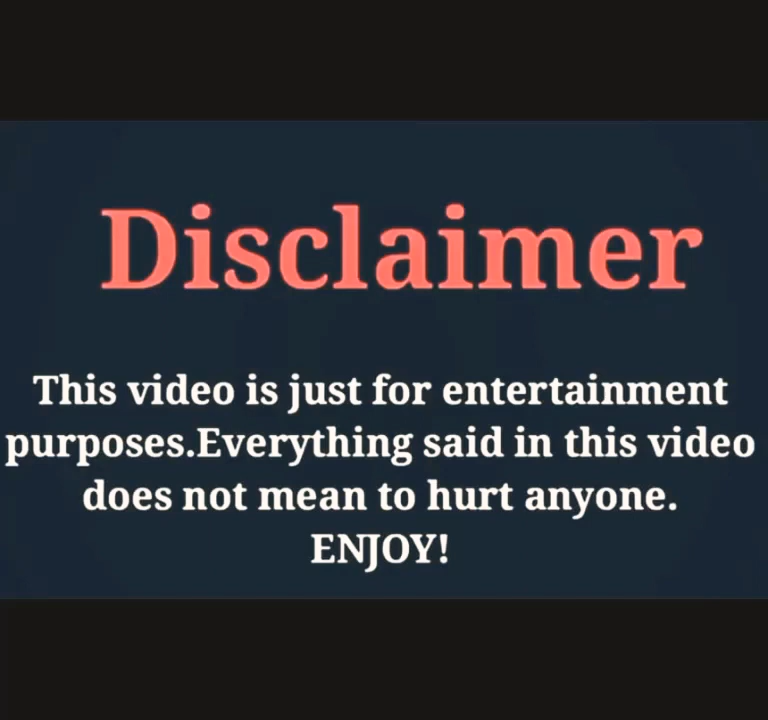 Disclaimer
This video is just for entertainment
purposes.Everything said in this video
does not mean to hurt anyone.
ENJOY!